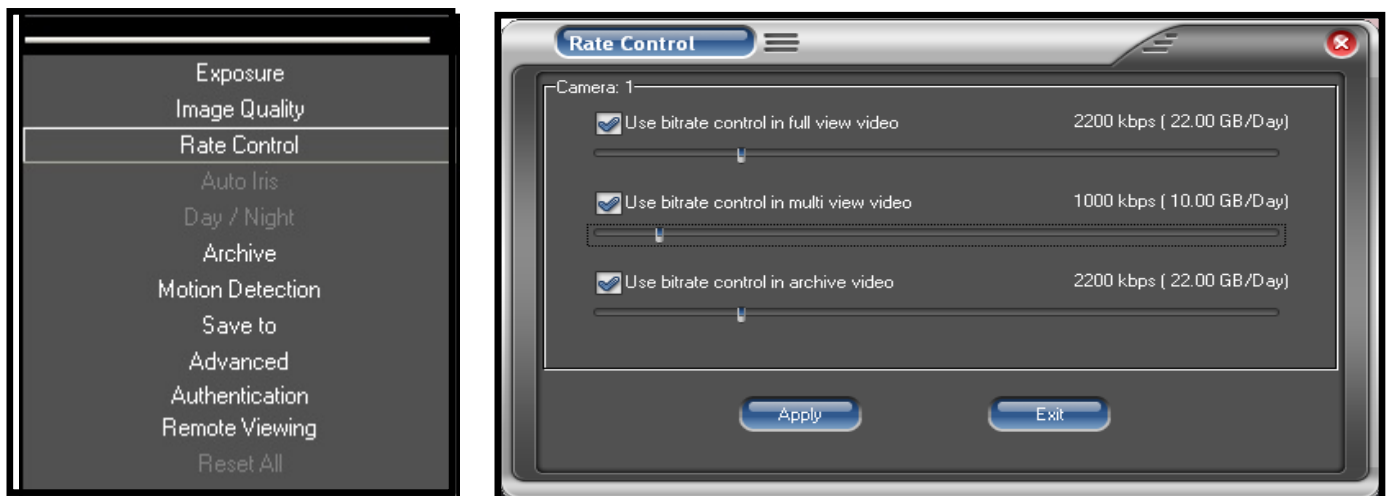 Exposure
Image Quality
Rate Control
Auto Iris
Day / Night
Archive
Motion Detection
Save to
Advanced
Authentication
Remote Viewing
Reset All
Rate Control
Camera: 1
Use bitrate control in full view video 2200 kbps ( 22.00 GB/Day)
Use bitrate control in multi view video 1000 kbps ( 10.00 GB/Day)
Use bitrate control in archive video 2200 kbps ( 22.00 GB/Day)
Apply Exit